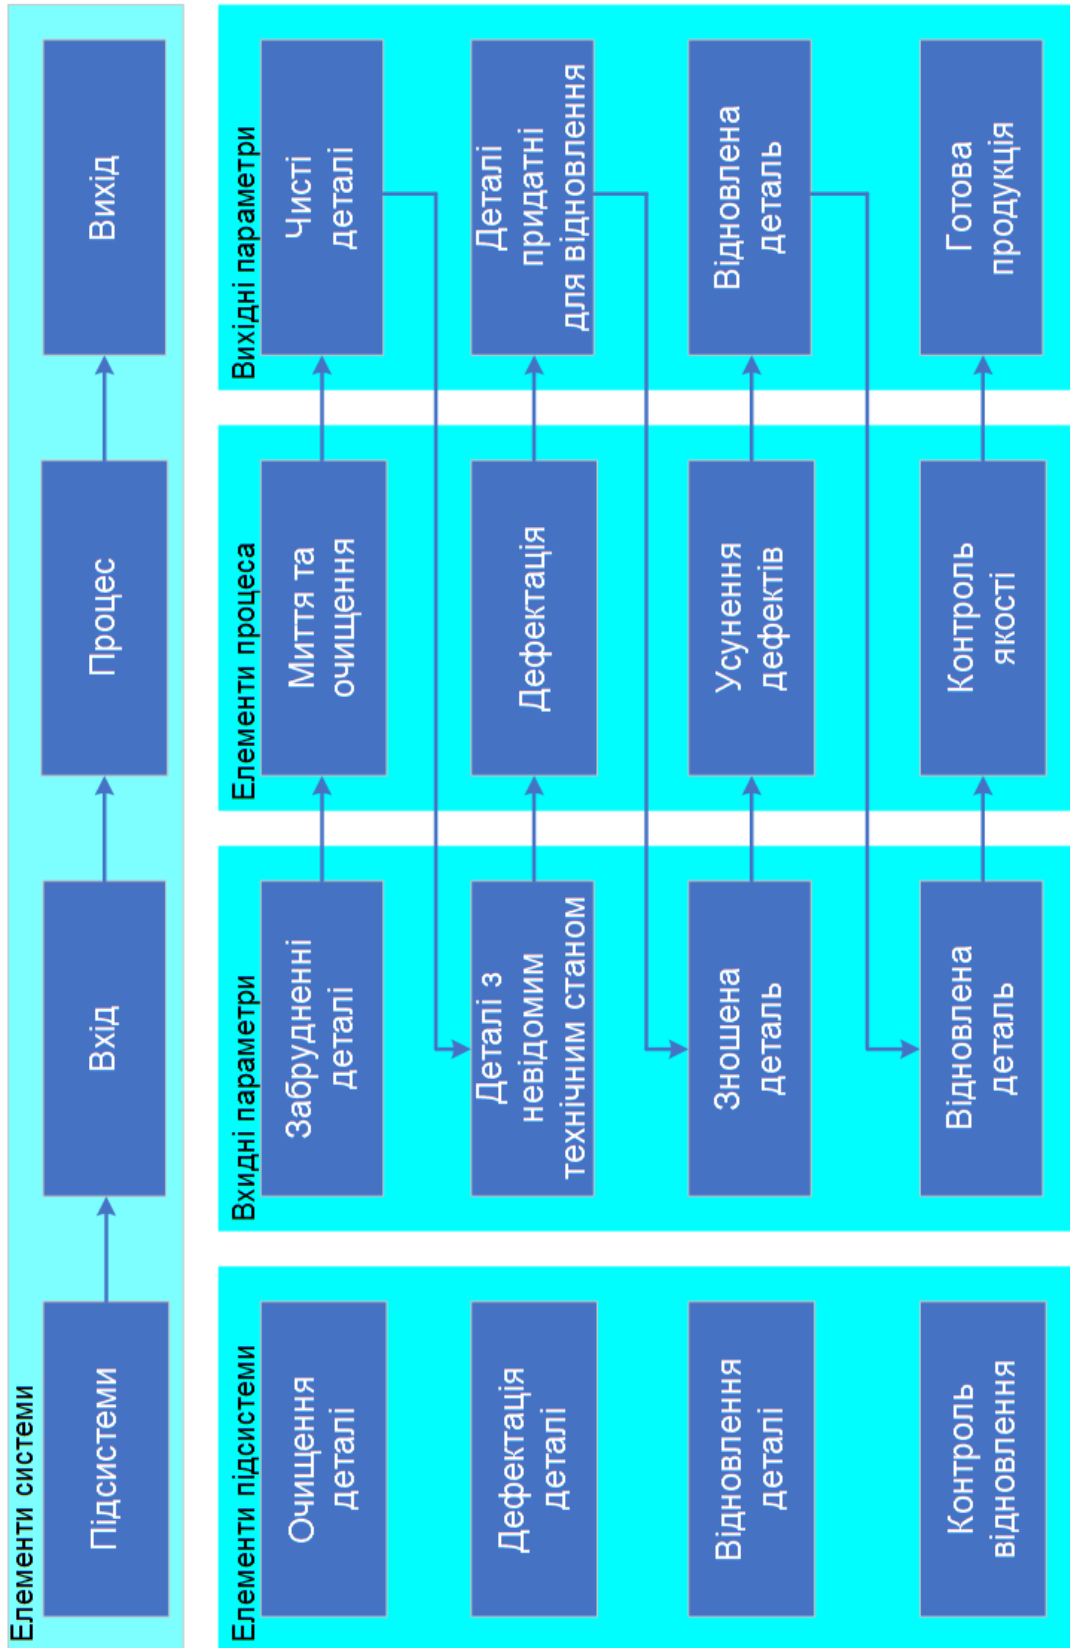 Елементи системи
Підсистеми
Вхід
Процес
Вихід
Елементи підсистеми
Очищення
деталі
Дефектація
деталі
Відновлення
деталі
Контроль
відновлення
Вхидні параметри
Забрудненні
деталі
Деталі з
невідомим
технічним станом
Зношена
деталь
Відновлена
деталь
Елементи процеса
Миття та
очищення
Дефектація
Усунення
дефектів
Контроль
якості
Вихідні параметри
Чисті
деталі
Деталі
придатні
для відновлення
Відновлена
деталь
Готова
продукція